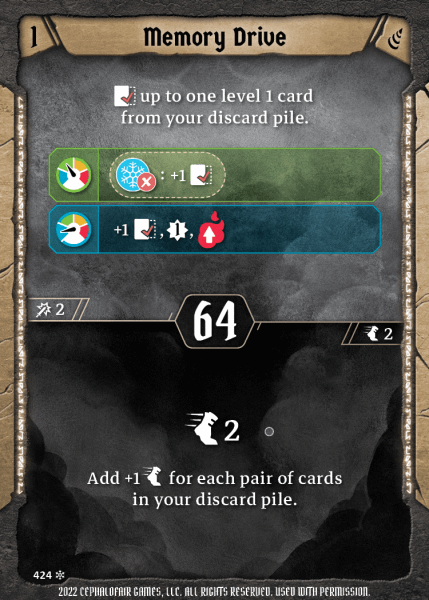 1
Memory Drive
up to one level 1 card
from your discard pile.
: +1
+1 , 1 ,
2
64
2
2
Add +1 for each pair of cards
in your discard pile.
424
2022 CEPHALOFAIR GAMES, LLC. ALL RIGHTS RESERVED. USED WITH PERMISSION.